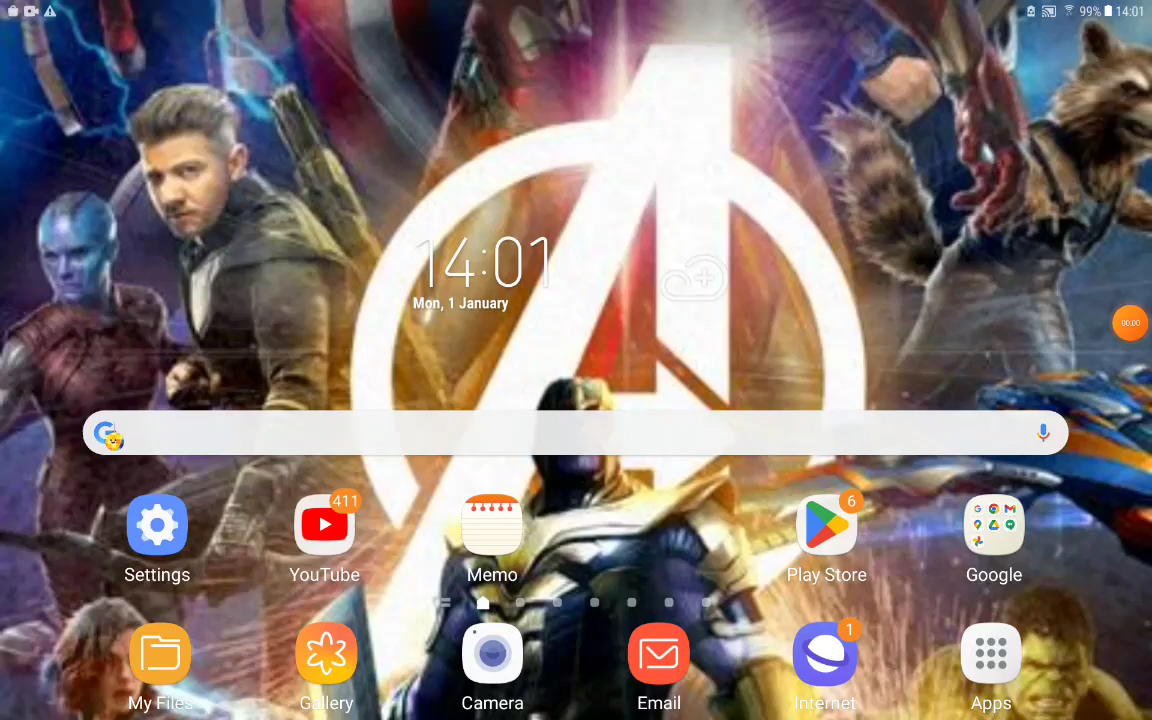 99% 14:01
14:01
Mon, 1 January
00:00
411
6
Settings
YouTube
Memo
Play Store
Google
1
My Files
Gallery
Camera
Email
Internet
Apps